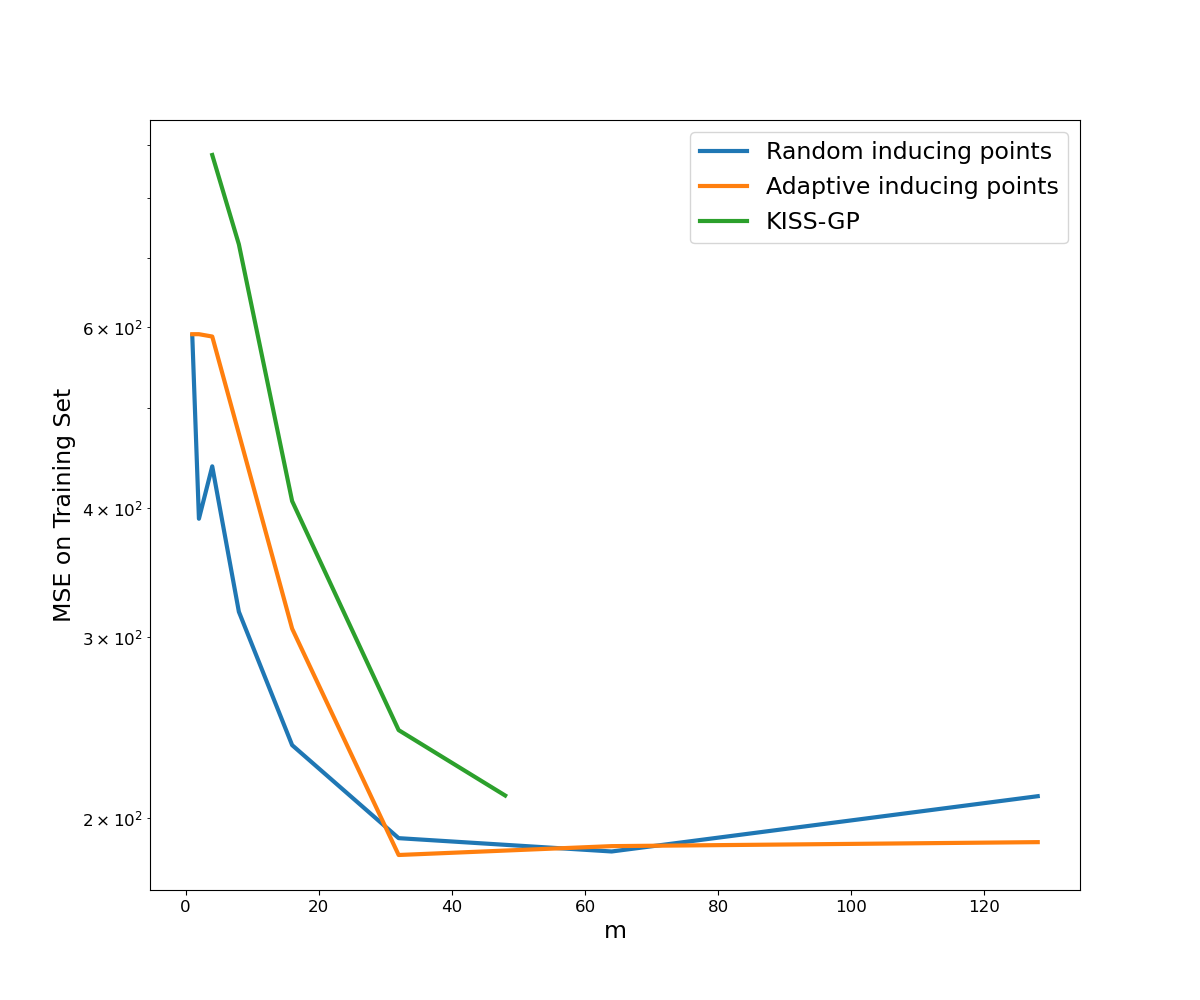 Random inducing points
Adaptive inducing points
KISS-GP
MSE on Training Set
6 × 10²
4 × 10²
3 × 10²
2 × 10²
0 20 40 60 80 100 120
m